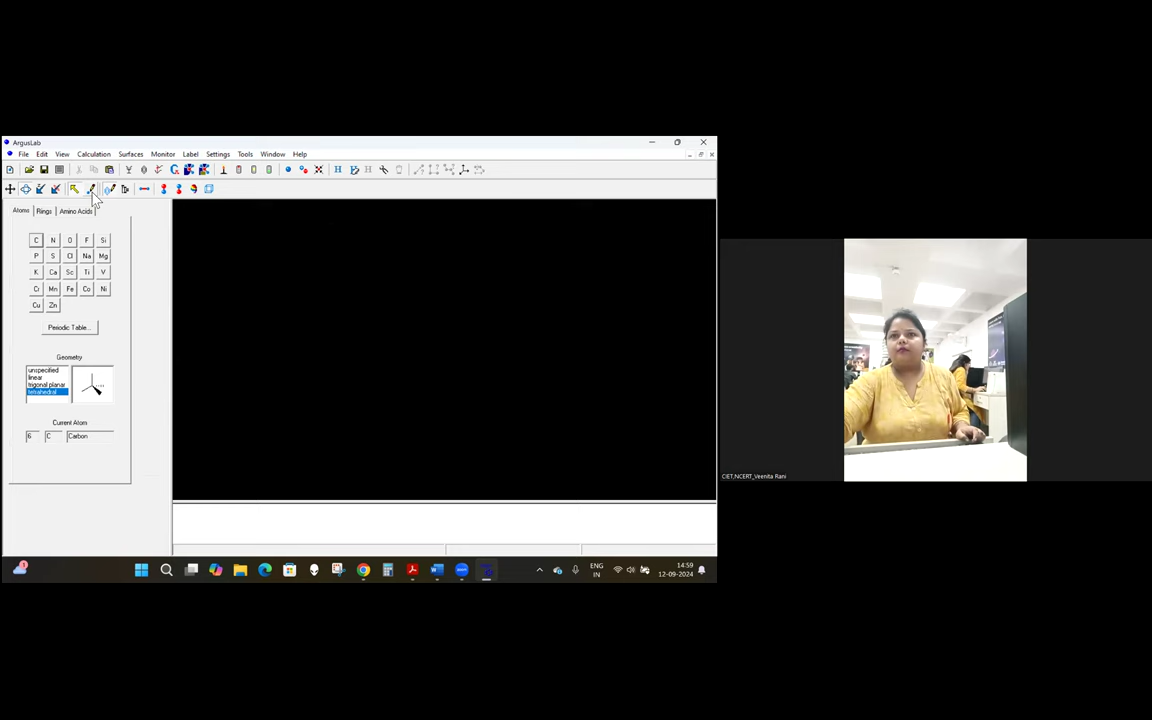 ArgusLab
File Edit View Calculation Surfaces Monitor Label Settings Tools Window Help
Atoms Rings Amino Acids
C N O F Si
P S Cl Na Mg
K Ca Sc Ti V
Cr Mn Fe Co Ni
Cu Zn
Periodic Table...
Geometry
unspecified
linear
trigonal planar
tetrahedral
Current Atom
6 C Carbon
CIET,NCERT_Veenita Rani
ENG
IN
14:59
12-09-2024